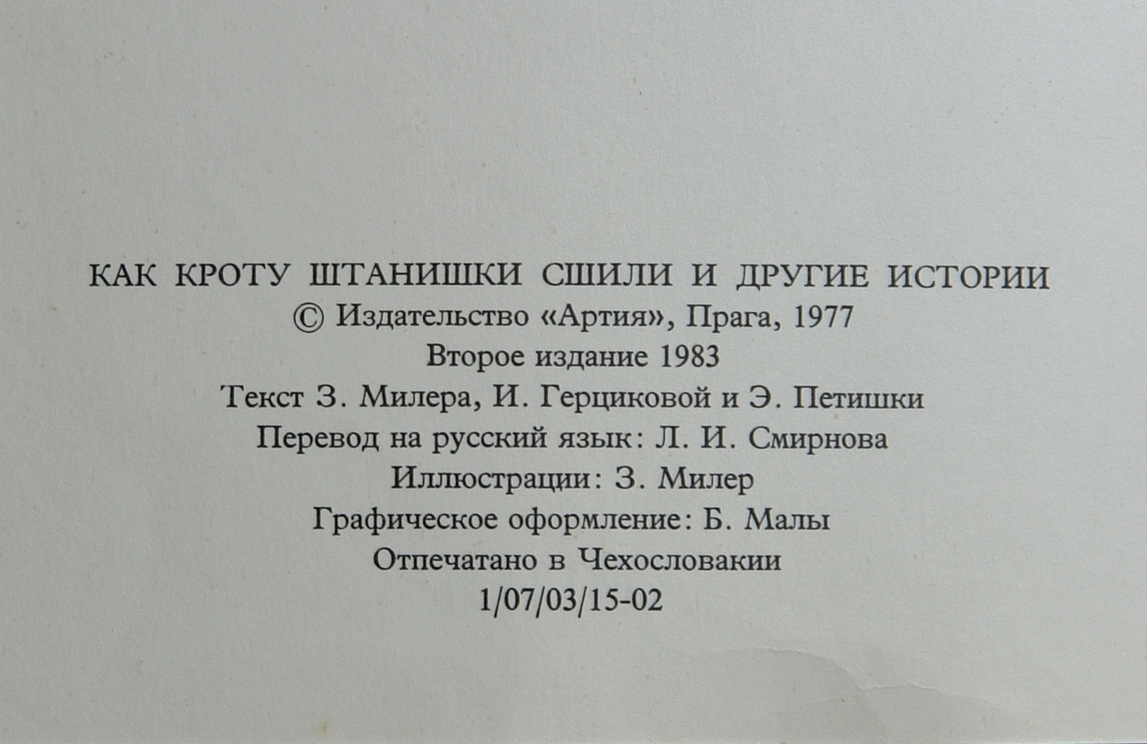 КАК КРОТУ ШТАНИШКИ СШИЛИ И ДРУГИЕ ИСТОРИИ
© Издательство «Артия», Прага, 1977
Второе издание 1983
Текст З. Милера, И. Герциковой и Э. Петишки
Перевод на русский язык: Л. И. Смирнова
Иллюстрации: З. Милер
Графическое оформление: Б. Малы
Отпечатано в Чехословакии
1/07/03/15-02